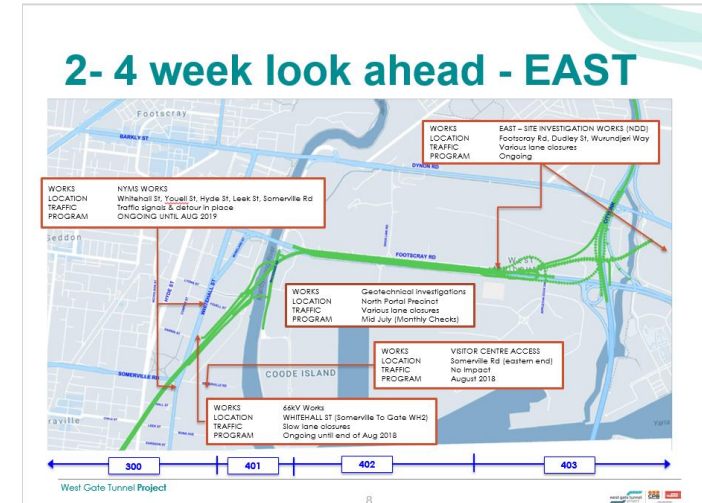 2- 4 week look ahead - EAST
Footscray
BARKLY ST
WORKS EAST – SITE INVESTIGATION WORKS (NDD)
LOCATION Footscray Rd, Dudley St, Wurundjeri Way
TRAFFIC Various lane closures
PROGRAM Ongoing
DYNON RD
WORKS NYMS WORKS
LOCATION Whitehall St, Youell St, Hyde St, Leek St, Somerville Rd
TRAFFIC Traffic signals & detour in place
PROGRAM ONGOING UNTIL AUG 2019
Seddon
FOOTSCRAY RD
West
HYDE ST
WHITEHALL ST
WORKS Geotechnical investigations
LOCATION North Portal Precinct
TRAFFIC Various lane closures
PROGRAM Mid July (Monthly Checks)
WORKS VISITOR CENTRE ACCESS
LOCATION Somerville Rd (eastern end)
TRAFFIC No Impact
PROGRAM August 2018
SOMERVILLE RD
COODE ISLAND
WORKS 66kV Works
LOCATION WHITEHALL ST (Somerville To Gate WH2)
TRAFFIC Slow lane closures
PROGRAM Ongoing until end of Aug 2018
300
401
402
403
West Gate Tunnel Project
8
west gate tunnel
project